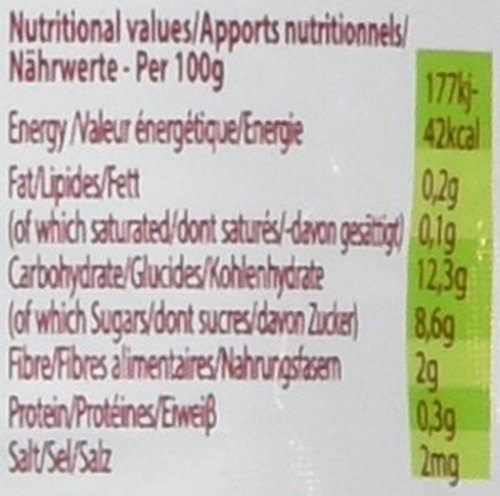 Nutritional values/Apports nutritionnels/
Nährwerte - Per 100g
177kj-
Energy /Valeur énergétique/Energie 42kcal
Fat/Lipides/Fett 0,2g
(of which saturated/dont saturés/-davon gesättigt) 0,1g
Carbohydrate/Glucides/Kohlenhydrate 12,3g
(of which Sugars/dont sucres/davon Zucker) 8,6g
Fibre/Fibres alimentaires/Nahrungsfasern 2g
Protein/Protéines/Eiweiß 0,3g
Salt/Sel/Salz 2mg